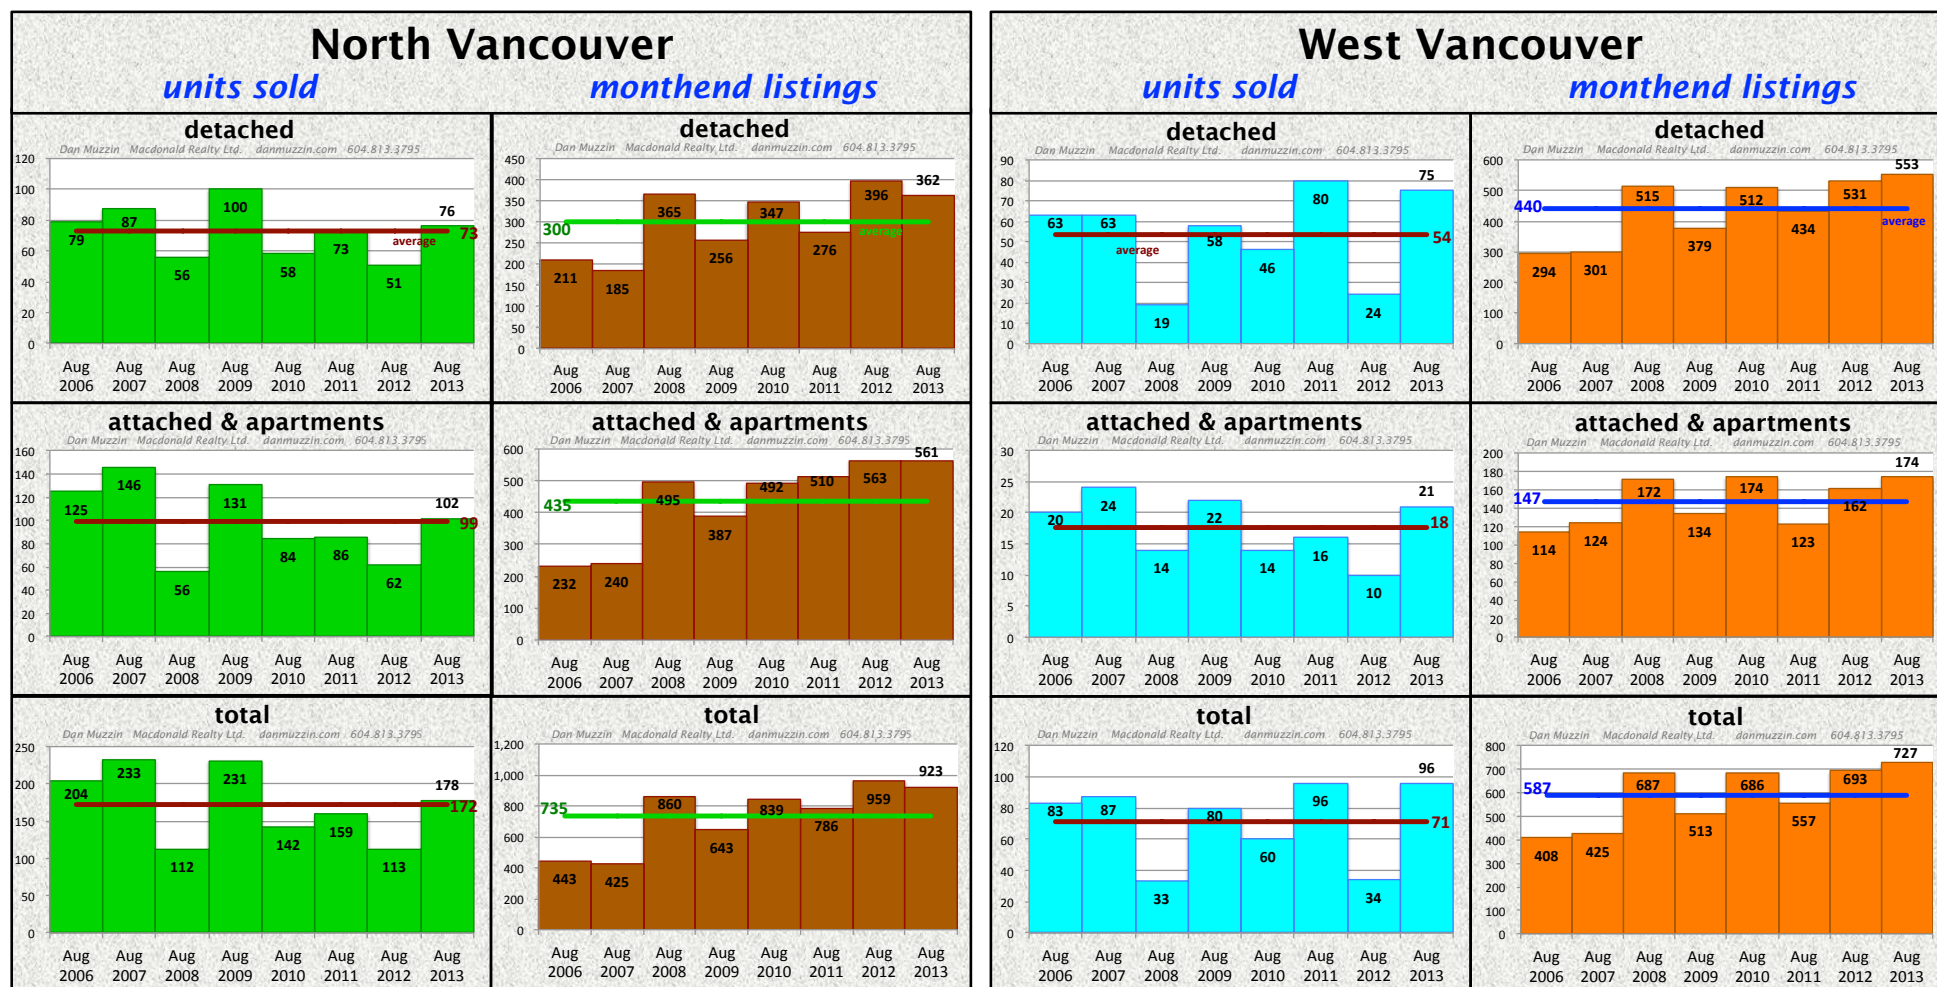 North Vancouver
units sold
monthend listings
detached
Dan Muzzin Macdonald Realty Ltd. danmuzzin.com 604.813.3795
120
100
80
60
40
20
0
79
87
56
100
58
73
51
76
average
73
Aug 2006
Aug 2007
Aug 2008
Aug 2009
Aug 2010
Aug 2011
Aug 2012
Aug 2013
detached
Dan Muzzin Macdonald Realty Ltd. danmuzzin.com 604.813.3795
450
400
350
300
250
200
150
100
50
0
300
211
185
365
256
347
276
396
362
average
Aug 2006
Aug 2007
Aug 2008
Aug 2009
Aug 2010
Aug 2011
Aug 2012
Aug 2013
attached & apartments
Dan Muzzin Macdonald Realty Ltd. danmuzzin.com 604.813.3795
160
140
120
100
80
60
40
20
0
125
146
56
131
84
86
62
102
99
Aug 2006
Aug 2007
Aug 2008
Aug 2009
Aug 2010
Aug 2011
Aug 2012
Aug 2013
attached & apartments
Dan Muzzin Macdonald Realty Ltd. danmuzzin.com 604.813.3795
600
500
400
300
200
100
0
435
232
240
495
387
492
510
563
561
Aug 2006
Aug 2007
Aug 2008
Aug 2009
Aug 2010
Aug 2011
Aug 2012
Aug 2013
total
Dan Muzzin Macdonald Realty Ltd. danmuzzin.com 604.813.3795
250
200
150
100
50
0
204
233
112
231
142
159
113
178
172
Aug 2006
Aug 2007
Aug 2008
Aug 2009
Aug 2010
Aug 2011
Aug 2012
Aug 2013
total
Dan Muzzin Macdonald Realty Ltd. danmuzzin.com 604.813.3795
1,200
1,000
800
600
400
200
0
735
443
425
860
643
839
786
959
923
Aug 2006
Aug 2007
Aug 2008
Aug 2009
Aug 2010
Aug 2011
Aug 2012
Aug 2013
West Vancouver
units sold
monthend listings
detached
Dan Muzzin Macdonald Realty Ltd. danmuzzin.com 604.813.3795
90
80
70
60
50
40
30
20
10
0
63
63
19
58
46
80
24
75
average
54
Aug 2006
Aug 2007
Aug 2008
Aug 2009
Aug 2010
Aug 2011
Aug 2012
Aug 2013
detached
Dan Muzzin Macdonald Realty Ltd. danmuzzin.com 604.813.3795
600
500
400
300
200
100
0
440
294
301
515
379
512
434
531
553
average
Aug 2006
Aug 2007
Aug 2008
Aug 2009
Aug 2010
Aug 2011
Aug 2012
Aug 2013
attached & apartments
Dan Muzzin Macdonald Realty Ltd. danmuzzin.com 604.813.3795
30
25
20
15
10
5
0
20
24
14
22
14
16
10
21
18
Aug 2006
Aug 2007
Aug 2008
Aug 2009
Aug 2010
Aug 2011
Aug 2012
Aug 2013
attached & apartments
Dan Muzzin Macdonald Realty Ltd. danmuzzin.com 604.813.3795
200
180
160
140
120
100
80
60
40
20
0
147
114
124
172
134
174
123
162
174
Aug 2006
Aug 2007
Aug 2008
Aug 2009
Aug 2010
Aug 2011
Aug 2012
Aug 2013
total
Dan Muzzin Macdonald Realty Ltd. danmuzzin.com 604.813.3795
120
100
80
60
40
20
0
83
87
33
80
60
96
34
96
71
Aug 2006
Aug 2007
Aug 2008
Aug 2009
Aug 2010
Aug 2011
Aug 2012
Aug 2013
total
Dan Muzzin Macdonald Realty Ltd. danmuzzin.com 604.813.3795
800
700
600
500
400
300
200
100
0
587
408
425
687
513
686
557
693
727
Aug 2006
Aug 2007
Aug 2008
Aug 2009
Aug 2010
Aug 2011
Aug 2012
Aug 2013